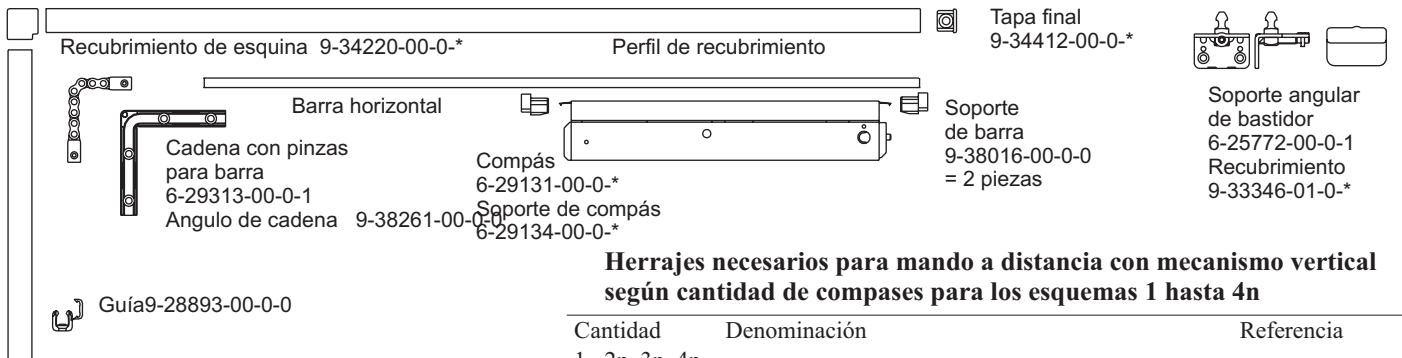 Recubrimiento de esquina 9-34220-00-0-*
Perfil de recubrimiento
Tapa final
9-34412-00-0-*
Barra horizontal
Cadena con pinzas
para barra
6-29313-00-0-1
Angulo de cadena 9-38261-00-0-0
Compás
6-29131-00-0-*
Soporte de compás
6-29134-00-0-*
Soporte
de barra
9-38016-00-0-0
= 2 piezas
Soporte angular
de bastidor
6-25772-00-0-1
Recubrimiento
9-33346-01-0-*
Guía9-28893-00-0-0
Herrajes necesarios para mando a distancia con mecanismo vertical
según cantidad de compases para los esquemas 1 hasta 4n
Cantidad Denominación Referencia
1 2n 3n 4n